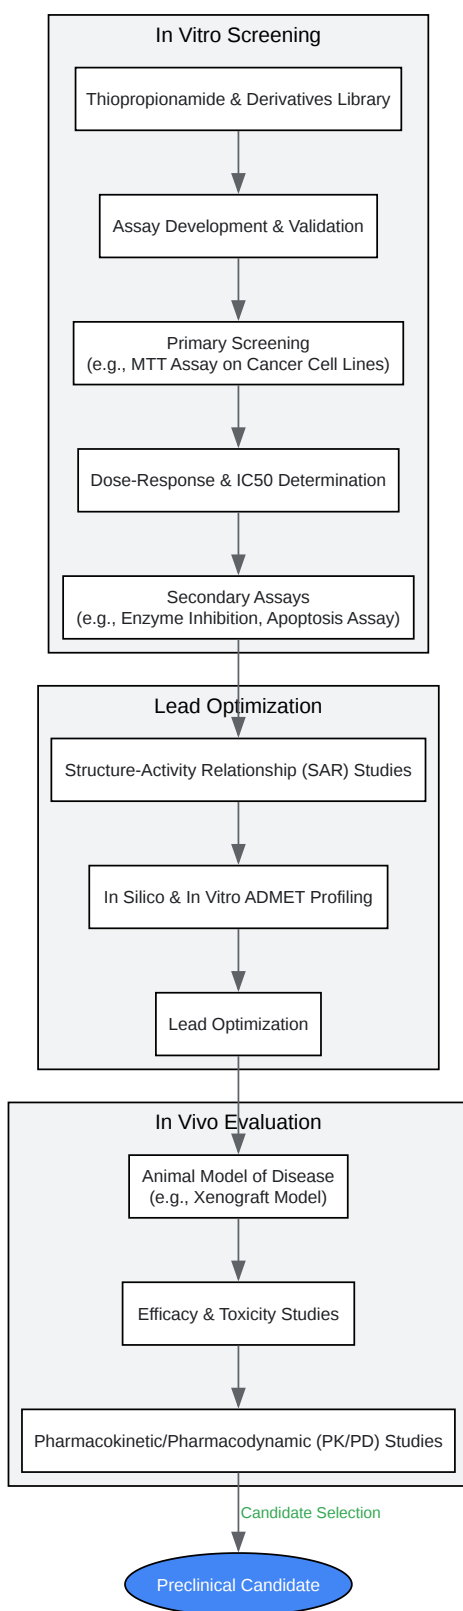 In Vitro Screening
Thiopropionamide & Derivatives Library
Assay Development & Validation
Primary Screening
(e.g., MTT Assay on Cancer Cell Lines)
Dose-Response & IC50 Determination
Secondary Assays
(e.g., Enzyme Inhibition, Apoptosis Assay)
Lead Optimization
Structure-Activity Relationship (SAR) Studies
In Silico & In Vitro ADMET Profiling
Lead Optimization
In Vivo Evaluation
Animal Model of Disease
(e.g., Xenograft Model)
Efficacy & Toxicity Studies
Pharmacokinetic/Pharmacodynamic (PK/PD) Studies
Candidate Selection
Preclinical Candidate